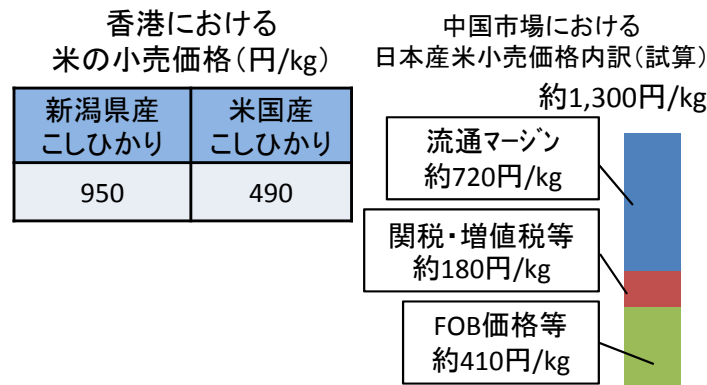 香港における
米の小売価格(円/kg)
新潟県産
こしひかり
米国産
こしひかり
950
490
中国市場における
日本産米小売価格内訳(試算)
約1,300円/kg
流通マージン
約720円/kg
関税・増値税等
約180円/kg
FOB価格等
約410円/kg